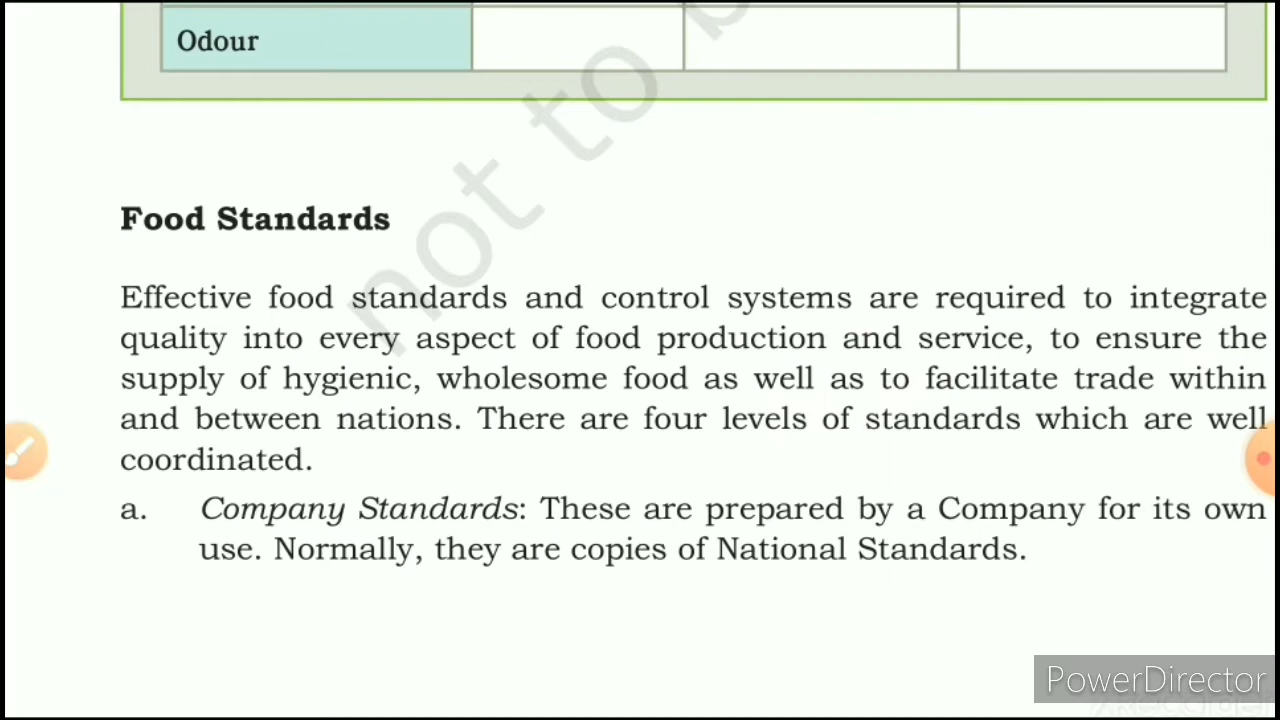 Odour
not to b
Food Standards
Effective food standards and control systems are required to integrate
quality into every aspect of food production and service, to ensure the
supply of hygienic, wholesome food as well as to facilitate trade within
and between nations. There are four levels of standards which are well
coordinated.
a. Company Standards: These are prepared by a Company for its own
use. Normally, they are copies of National Standards.
PowerDirector